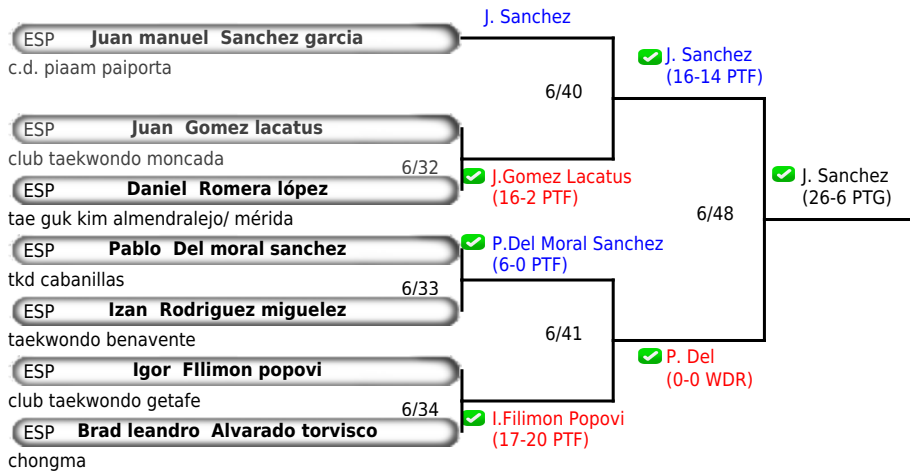 J. Sanchez
ESP Juan manuel Sanchez garcia
c.d. piaam paiporta
J. Sanchez
(16-14 PTF)
6/40
ESP Juan Gomez lacatus
club taekwondo moncada
6/32
J.Gomez Lacatus
(16-2 PTF)
ESP Daniel Romera lópez
tae guk kim almendralejo/ mérida
J. Sanchez
(26-6 PTG)
6/48
ESP Pablo Del moral sanchez
tkd cabanillas
P.Del Moral Sanchez
(6-0 PTF)
6/33
ESP Izan Rodriguez miguelez
taekwondo benavente
6/41
P. Del
(0-0 WDR)
ESP Igor FIlimon popovi
club taekwondo getafe
6/34
I.Filimon Popovi
(17-20 PTF)
ESP Brad leandro Alvarado torvisco
chongma